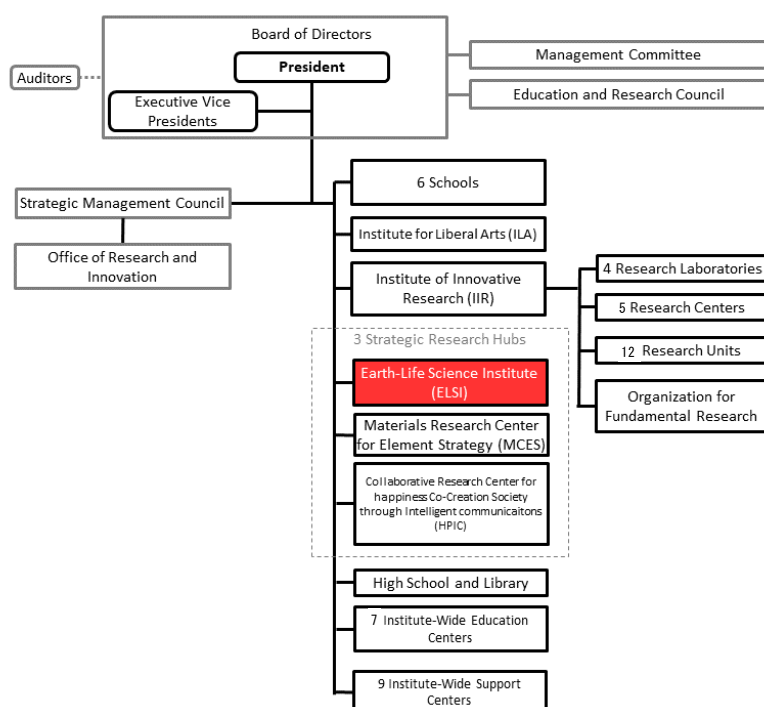 Board of Directors
President
Executive Vice
Presidents
Auditors
Management Committee
Education and Research Council
Strategic Management Council
Office of Research and
Innovation
6 Schools
Institute for Liberal Arts (ILA)
Institute of Innovative
Research (IIR)
4 Research Laboratories
5 Research Centers
12 Research Units
Organization for
Fundamental Research
3 Strategic Research Hubs
Earth-Life Science Institute
(ELSI)
Materials Research Center
for Element Strategy (MCES)
Collaborative Research Center for
happiness Co-Creation Society
through Intelligent communicaitons
(HPIC)
High School and Library
7 Institute-Wide Education
Centers
9 Institute-Wide Support
Centers